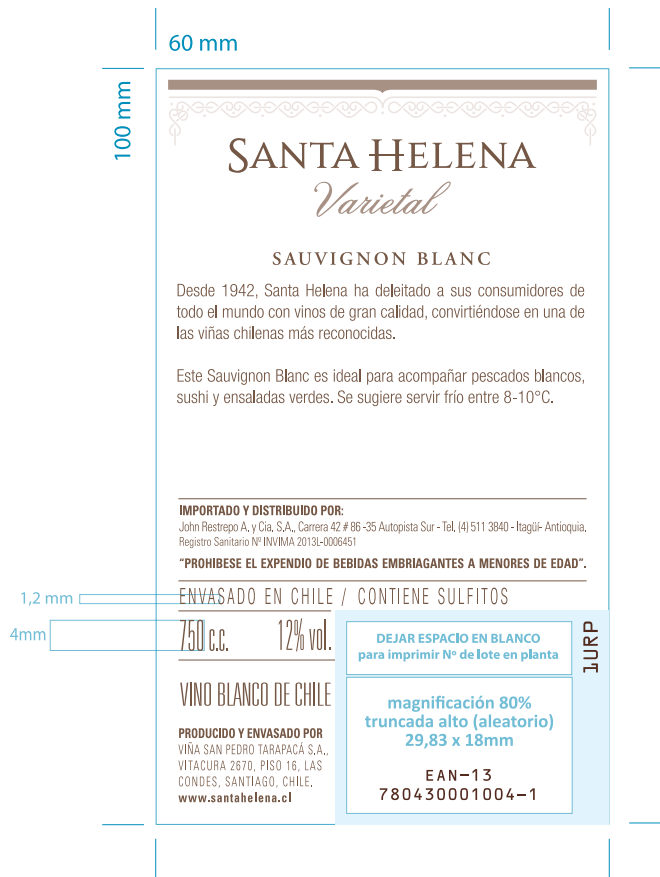 60 mm
100 mm
SANTA HELENA
Varietal
SAUVIGNON BLANC
Desde 1942, Santa Helena ha deleitado a sus consumidores de
todo el mundo con vinos de gran calidad, convirtiéndose en una de
las viñas chilenas más reconocidas.
Este Sauvignon Blanc es ideal para acompañar pescados blancos,
sushi y ensaladas verdes. Se sugiere servir frío entre 8-10°C.
IMPORTADO Y DISTRIBUIDO POR:
John Restrepo A. y Cia. S.A., Carrera 42 # 86 -35 Autopista Sur - Tel. (4) 511 3840 - Itagüi- Antioquia.
Registro Sanitario Nº INVIMA 2013L-0006451
“PROHIBESE EL EXPENDIO DE BEBIDAS EMBRIAGANTES A MENORES DE EDAD”.
1,2 mm
ENVASADO EN CHILE / CONTIENE SULFITOS
4mm
750 c.c. 12% vol.
VINO BLANCO DE CHILE
PRODUCIDO Y ENVASADO POR
VIÑA SAN PEDRO TARAPACÁ S.A.,
VITACURA 2670, PISO 16, LAS
CONDES, SANTIAGO, CHILE.
www.santahelena.cl
DEJAR ESPACIO EN BLANCO
para imprimir Nº de lote en planta
1URP
magnificación 80%
truncada alto (aleatorio)
29,83 x 18mm
EAN-13
780430001004-1